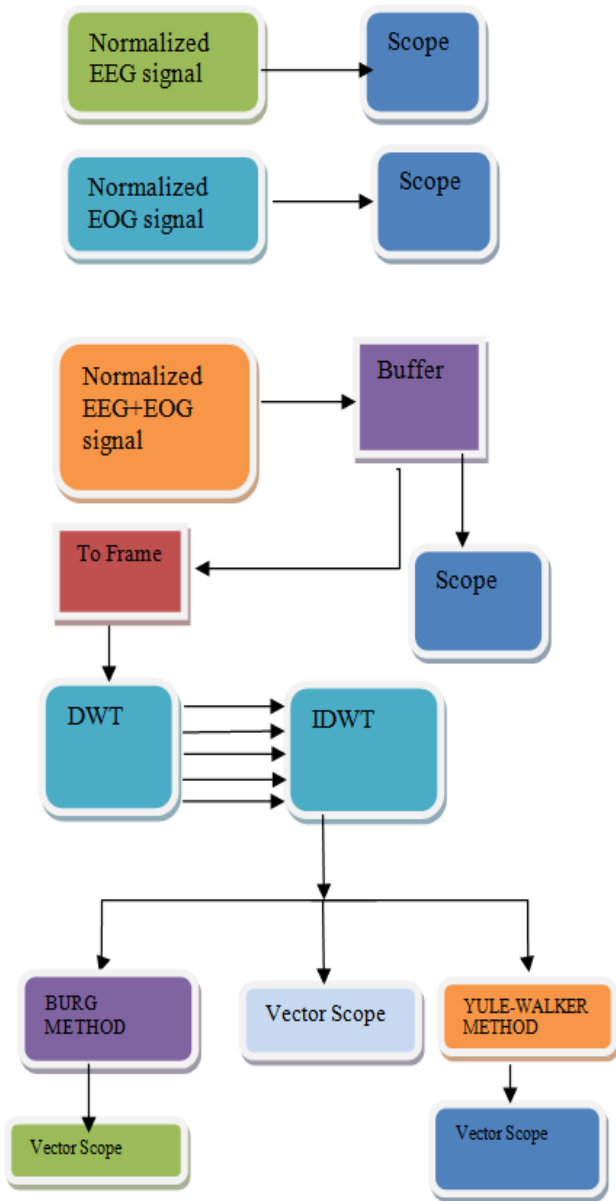 Normalized
EEG signal
Scope
Normalized
EOG signal
Scope
Normalized
EEG+EOG
signal
Buffer
To Frame
Scope
DWT
IDWT
BURG
METHOD
Vector Scope
YULE-WALKER
METHOD
Vector Scope
Vector Scope